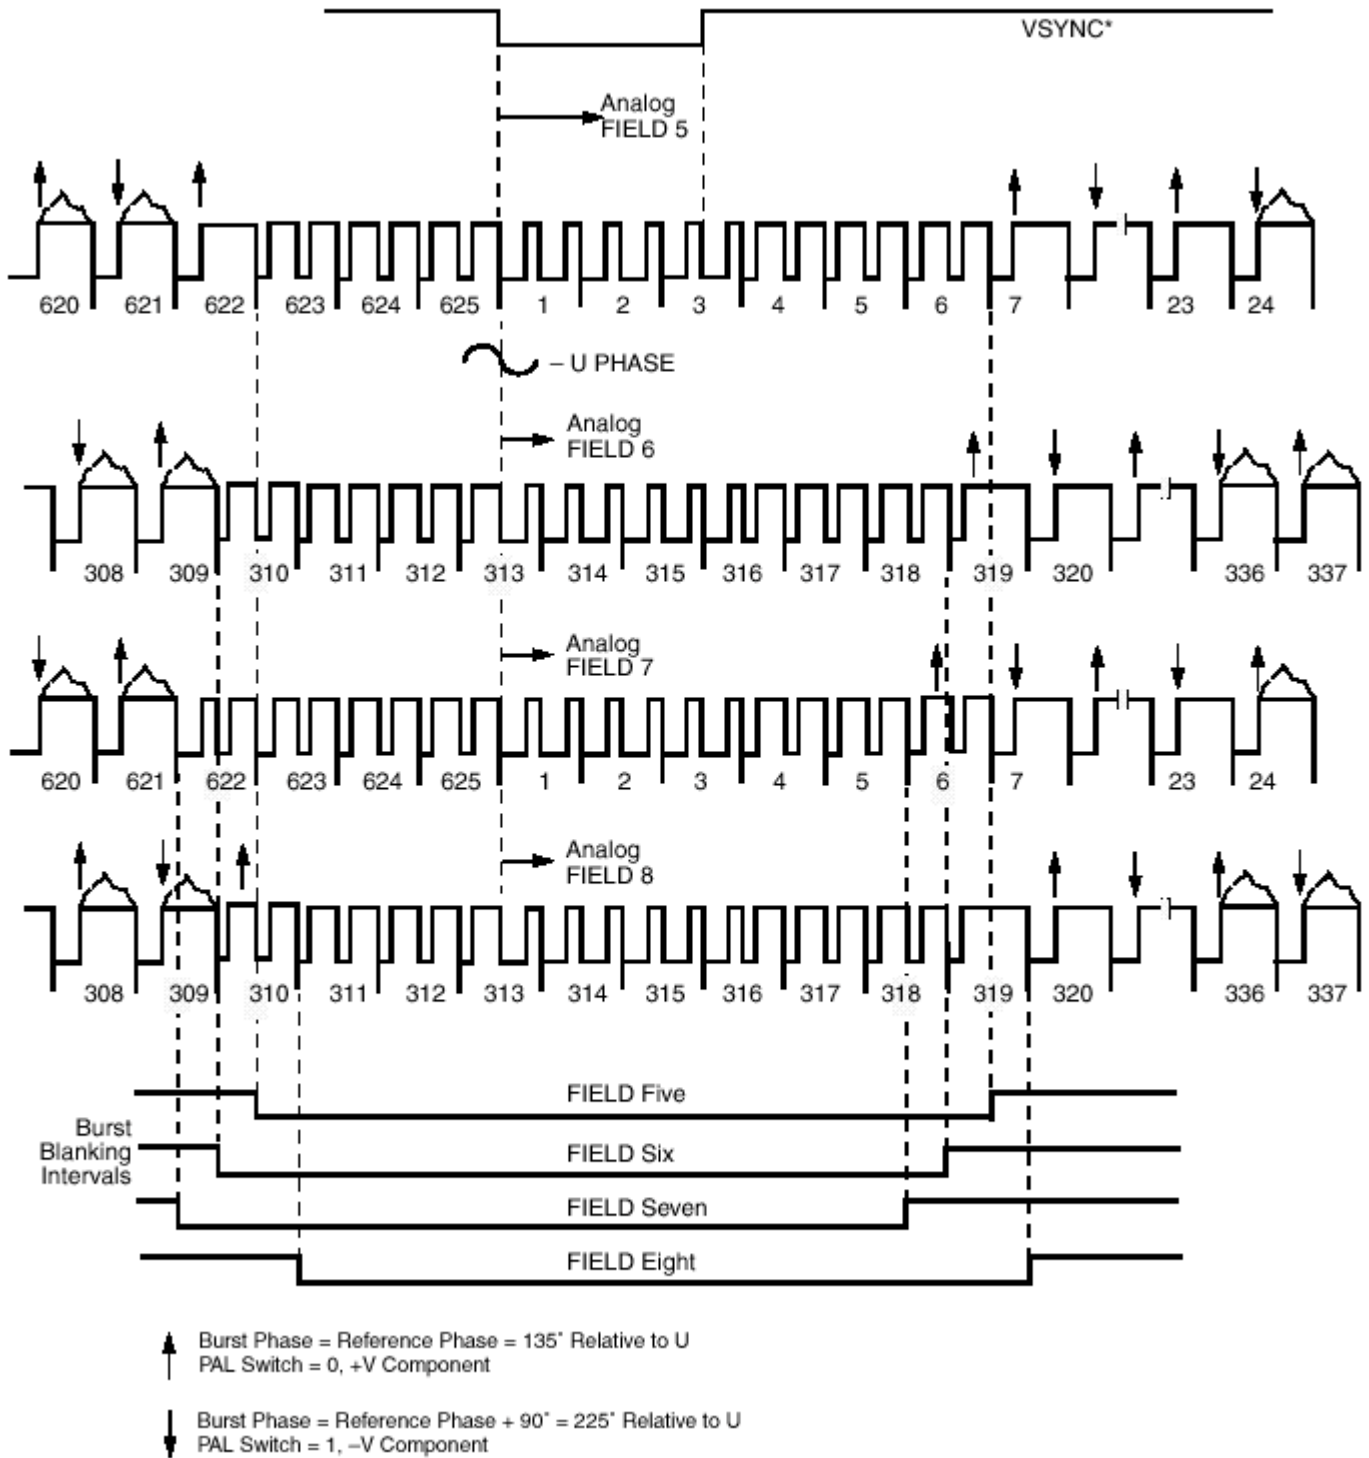 VSYNC*
Analog
FIELD 5
620 621 622 623 624 625 1 2 3 4 5 6 7 23 24
– U PHASE
Analog
FIELD 6
308 309 310 311 312 313 314 315 316 317 318 319 320 336 337
Analog
FIELD 7
620 621 622 623 624 625 1 2 3 4 5 6 7 23 24
Analog
FIELD 8
308 309 310 311 312 313 314 315 316 317 318 319 320 336 337
FIELD Five
Burst
Blanking
Intervals
FIELD Six
FIELD Seven
FIELD Eight
Burst Phase = Reference Phase = 135° Relative to U
PAL Switch = 0, +V Component
Burst Phase = Reference Phase + 90° = 225° Relative to U
PAL Switch = 1, –V Component